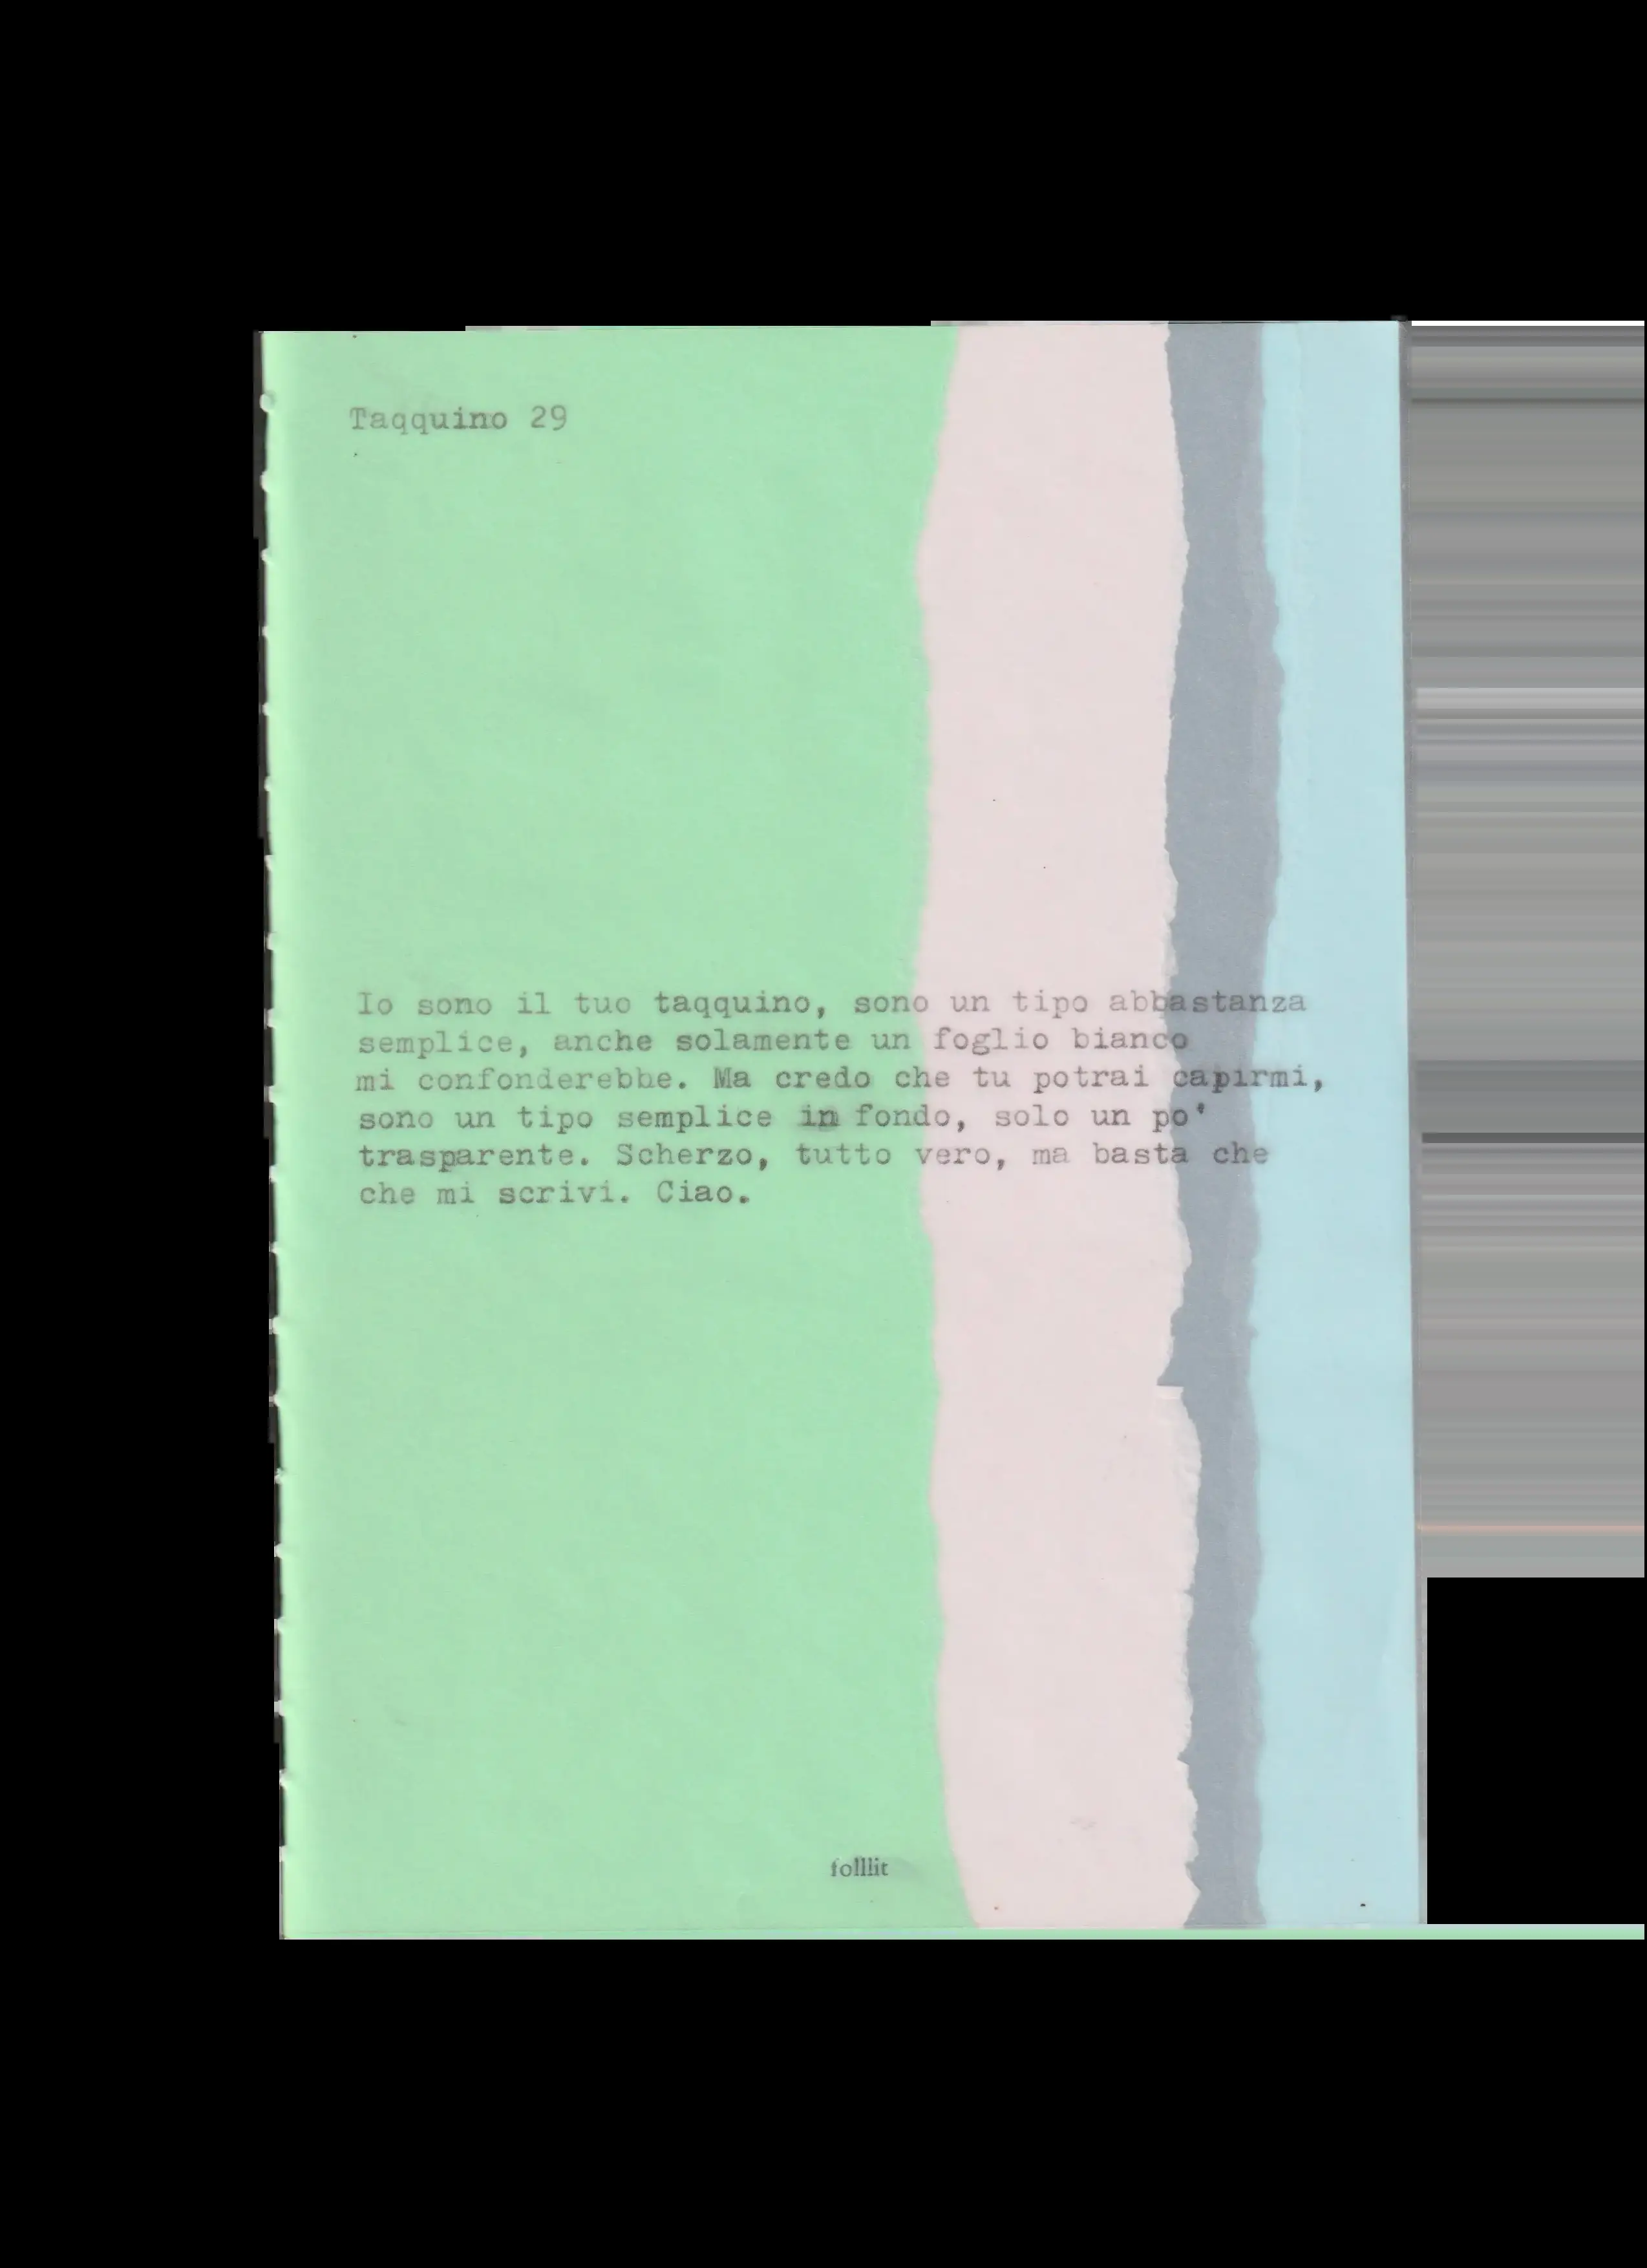 Taqquino 29
Io sono il tuo taqquino, sono un tipo abbastanza
semplice, anche solamente un foglio bianco
mi confonderebbe. Ma credo che tu potrai capirmi,
sono un tipo semplice in fondo, solo un po'
trasparente. Scherzo, tutto vero, ma basta che
che mi scrivi. Ciao.
folllit